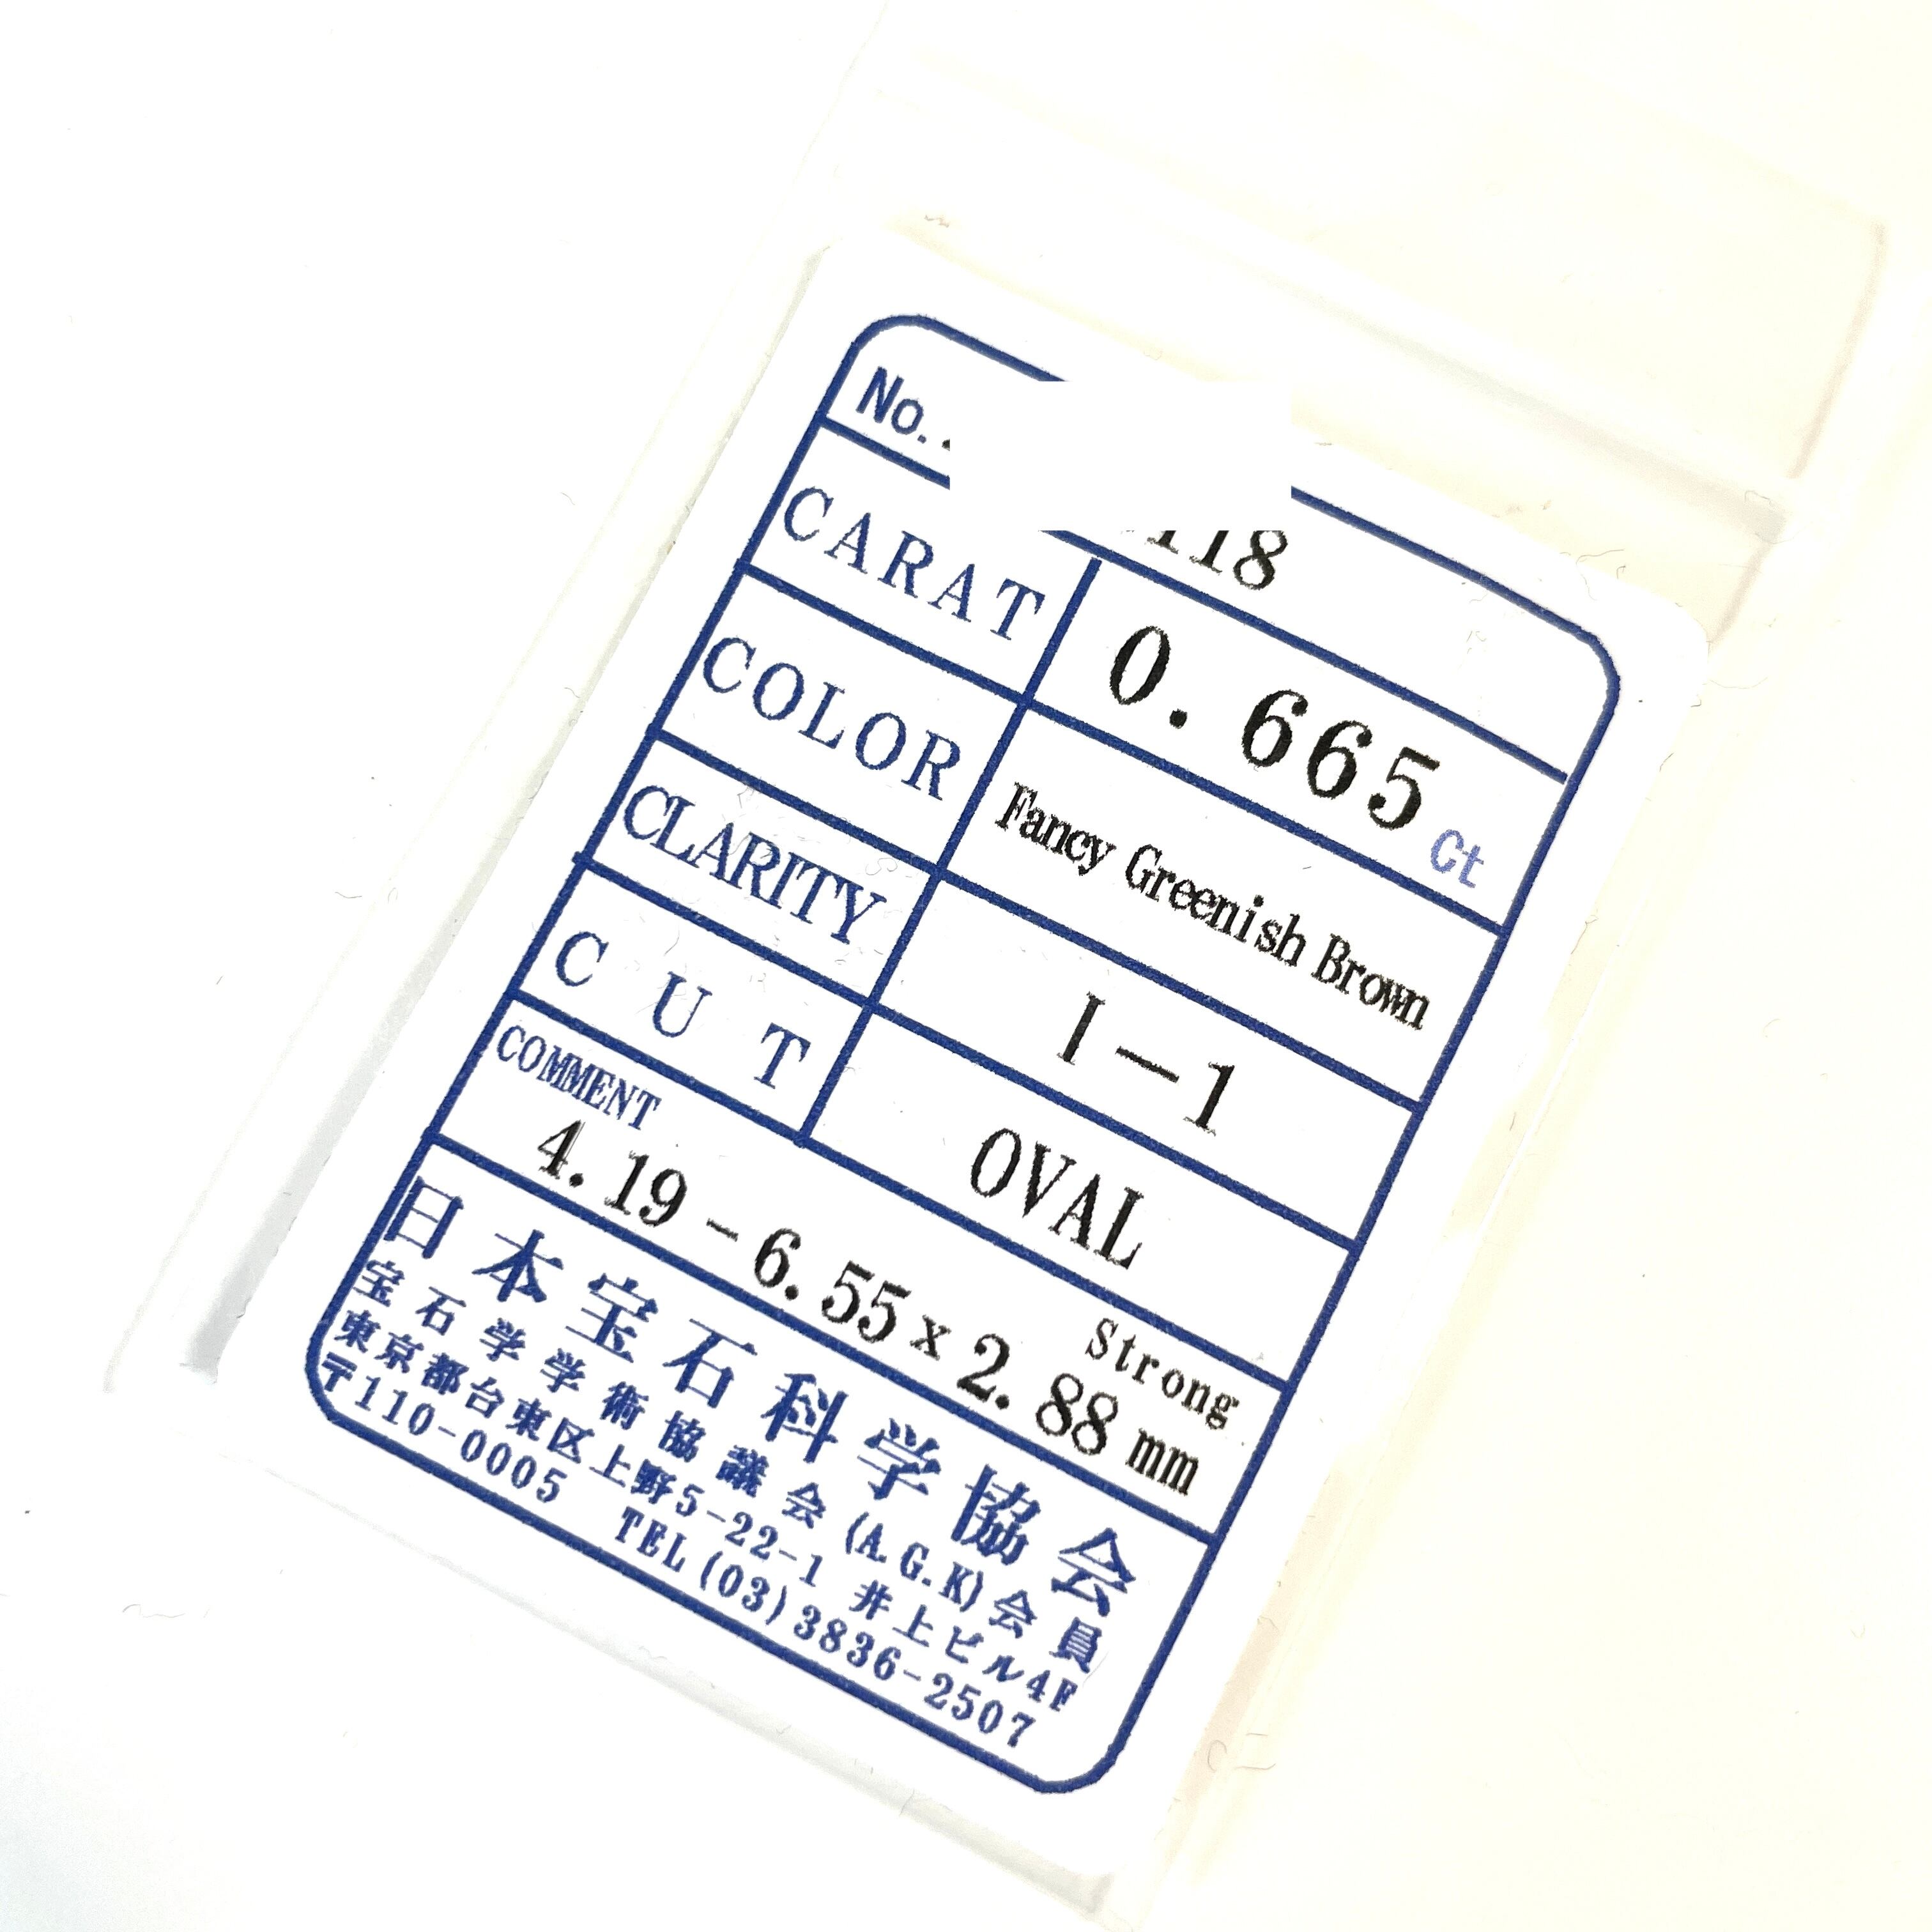 No.
118
CARAT 0.665 Ct
COLOR Fancy Greenish Brown
CLARITY I-1
CUT OVAL
COMMENT Strong
4.19-6.55x2.88mm
日本宝石科学協会
宝石学学術協議会(A.G.K)会員
東京都台東区上野5-22-1 井上ビル4F
〒110-0005 TEL(03)3836-2507